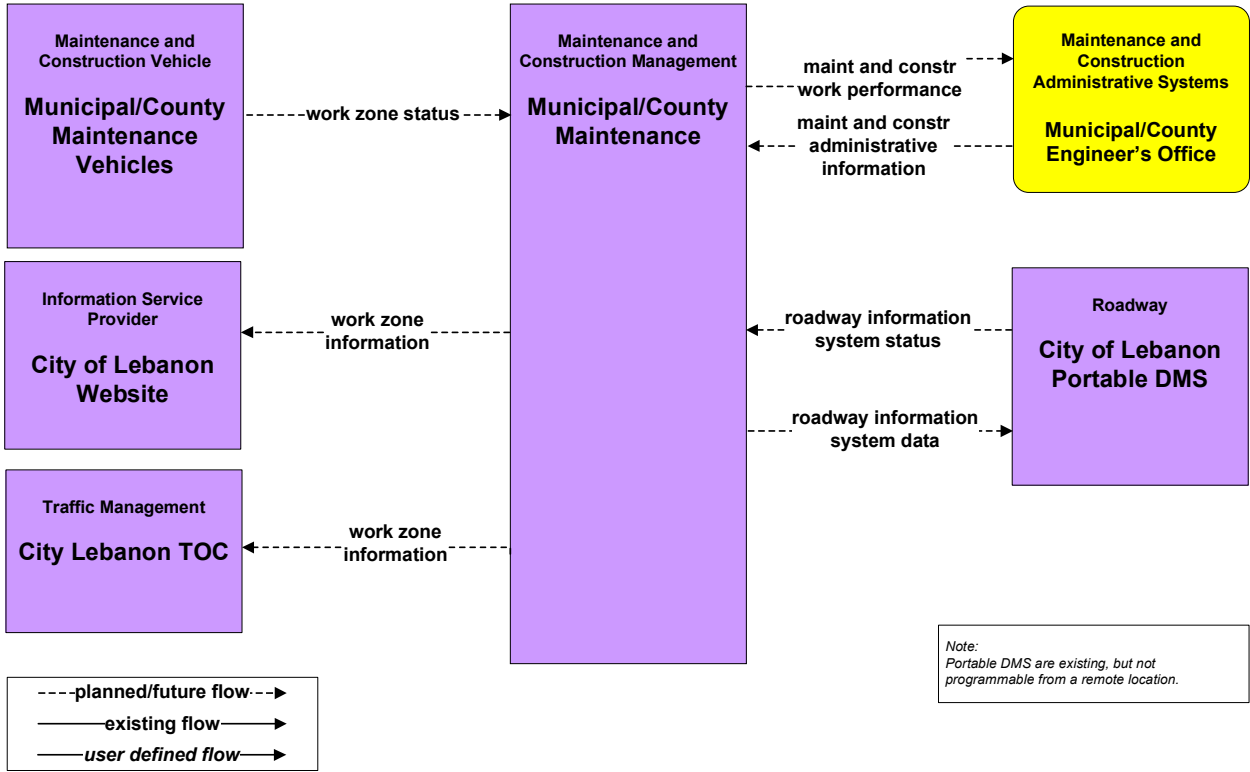 Maintenance and
Construction Vehicle
Municipal/County
Maintenance
Vehicles
work zone status
Maintenance and
Construction Management
Municipal/County
Maintenance
maint and constr
work performance
maint and constr
administrative
information
Maintenance and
Construction
Administrative Systems
Municipal/County
Engineer's Office
Information Service
Provider
City of Lebanon
Website
work zone
information
roadway information
system status
roadway information
system data
Roadway
City of Lebanon
Portable DMS
Traffic Management
City Lebanon TOC
work zone
information
planned/future flow
existing flow
user defined flow
Note:
Portable DMS are existing, but not
programmable from a remote location.